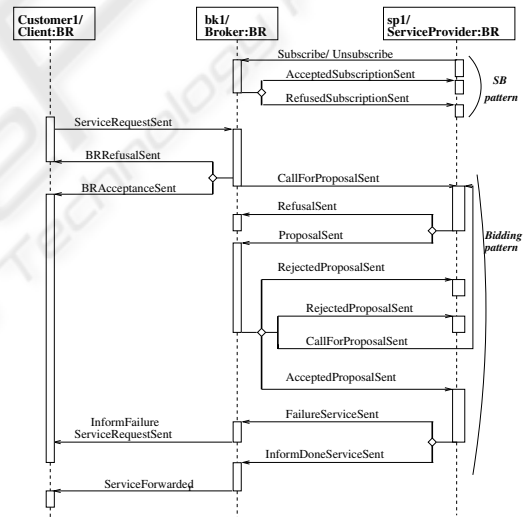 Customer1/
Client:BR
bk1/
Broker:BR
sp1/
ServiceProvider:BR
Subscribe/ Unsubscribe
AcceptedSubscriptionSent
RefusedSubscriptionSent
SB
pattern
ServiceRequestSent
BRRefusalSent
BRAcceptanceSent
CallForProposalSent
RefusalSent
ProposalSent
Bidding
pattern
RejectedProposalSent
RejectedProposalSent
CallForProposalSent
AcceptedProposalSent
InformFailure
ServiceRequestSent
FailureServiceSent
InformDoneServiceSent
ServiceForwarded